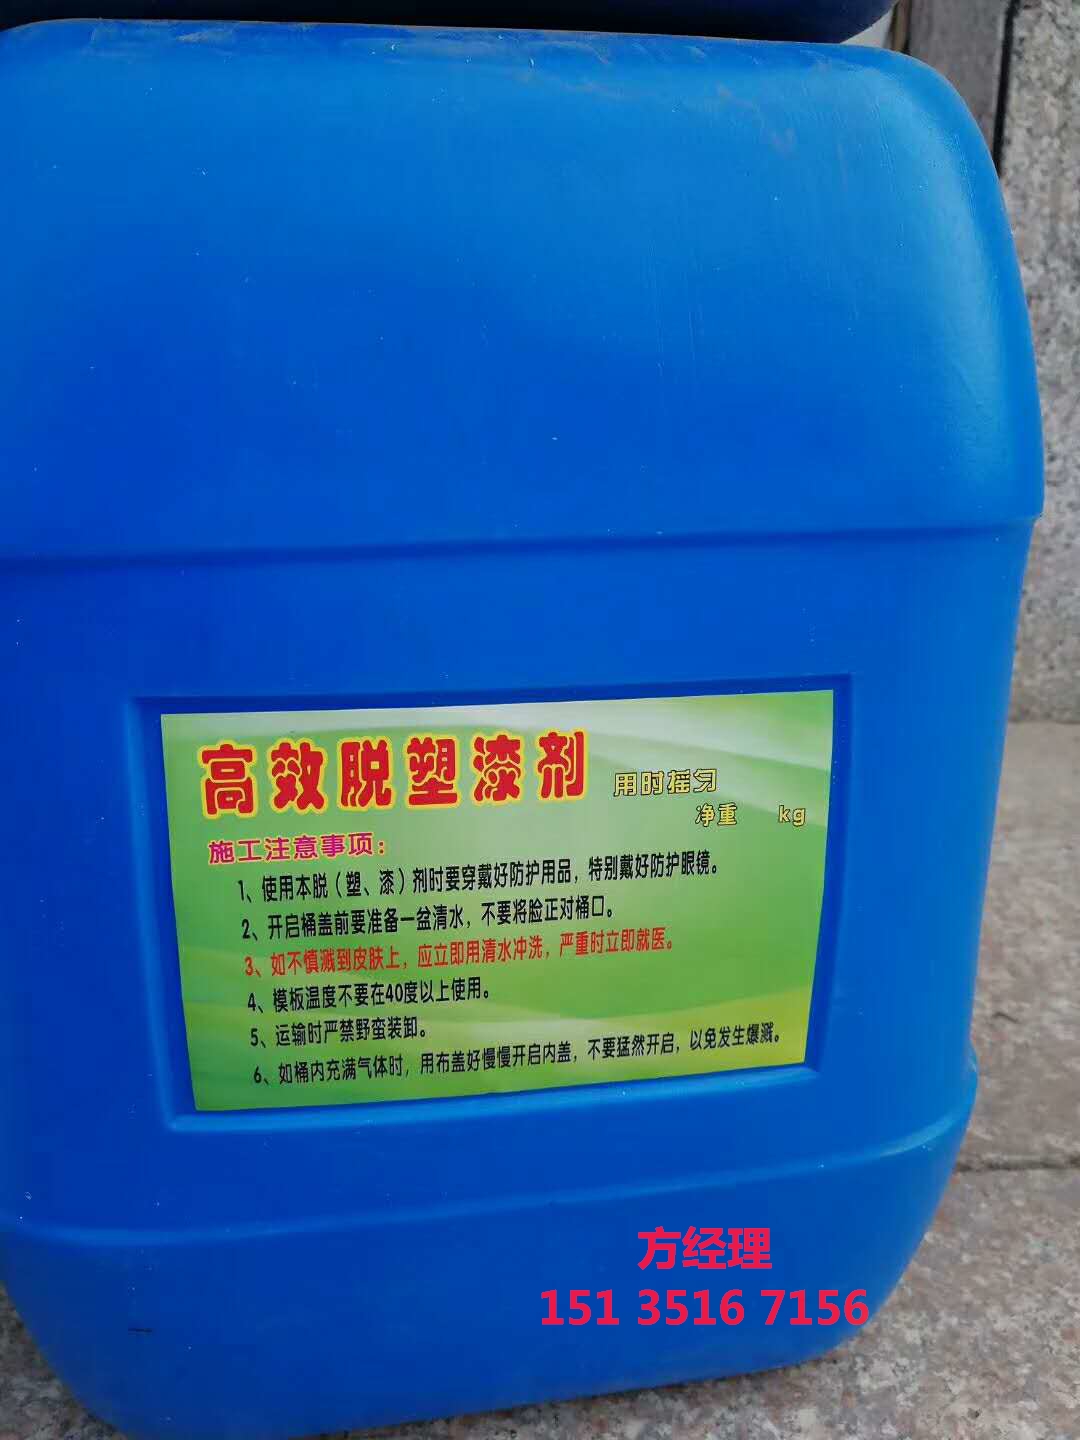 高效脱塑漆剂 用时摇匀
净重 kg
施工注意事项：
1、使用本脱（塑、漆）剂时要穿戴好防护用品，特别戴好防护眼镜。
2、开启桶盖前要准备一盆清水，不要将脸正对桶口。
3、如不慎溅到皮肤上，应立即用清水冲洗，严重时立即就医。
4、模板温度不要在40度以上使用。
5、运输时严禁野蛮装卸。
6、如桶内充满气体时，用布盖好慢慢开启内盖，不要猛然开启，以免发生爆溅。
方经理
151 3516 7156